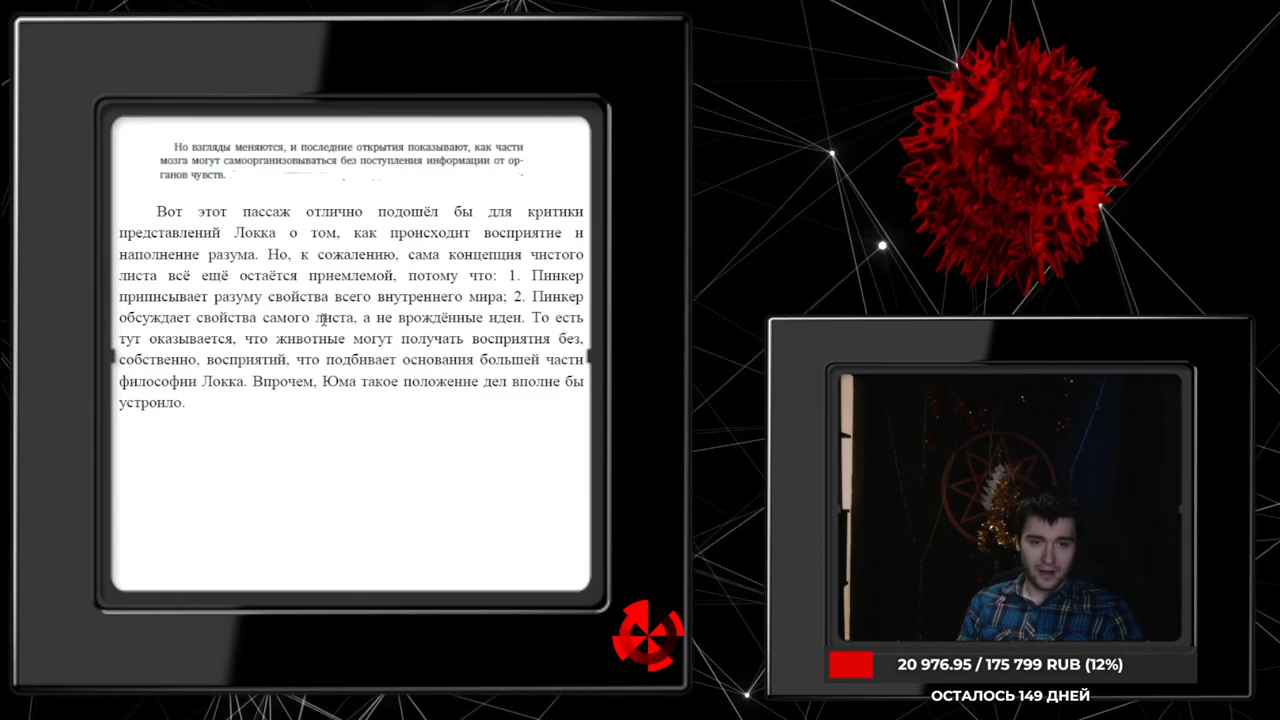 Но взгляды меняются, и последние открытия показывают, как части
мозга могут самоорганизовываться без поступления информации от ор-
ганов чувств.
Вот этот пассаж отлично подошёл бы для критики
представлений Локка о том, как происходит восприятие и
наполнение разума. Но, к сожалению, сама концепция чистого
листа всё ещё остаётся приемлемой, потому что: 1. Пинкер
приписывает разуму свойства всего внутреннего мира; 2. Пинкер
обсуждает свойства самого листа, а не врождённые идеи. То есть
тут оказывается, что животные могут получать восприятия без,
собственно, восприятий, что подбивает основания большей части
философии Локка. Впрочем, Юма такое положение дел вполне бы
устроило.
20 976.95 / 175 799 RUB (12%)
ОСТАЛОСЬ 149 ДНЕЙ